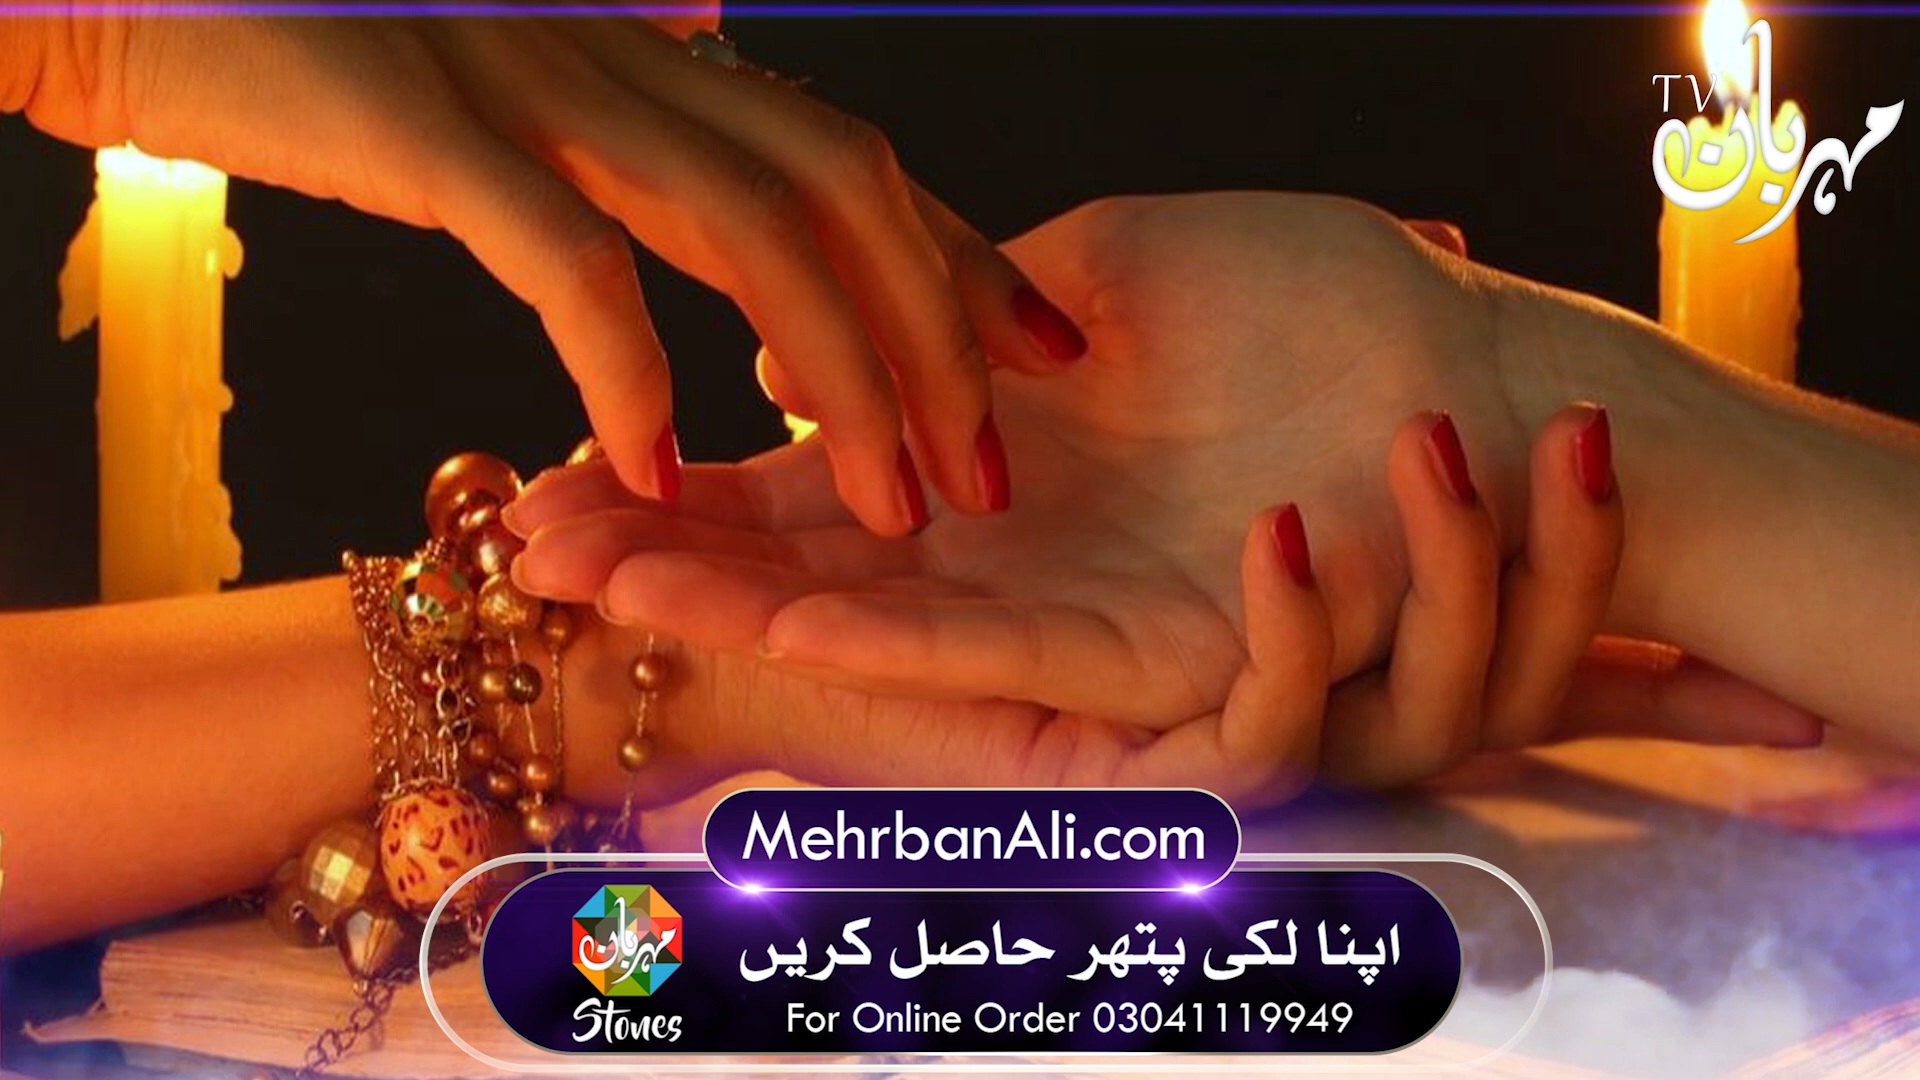 TV
مہربان
MehrbanAli.com
مہربان
Stones
اپنا لکی پتھر حاصل کریں
For Online Order 03041119949